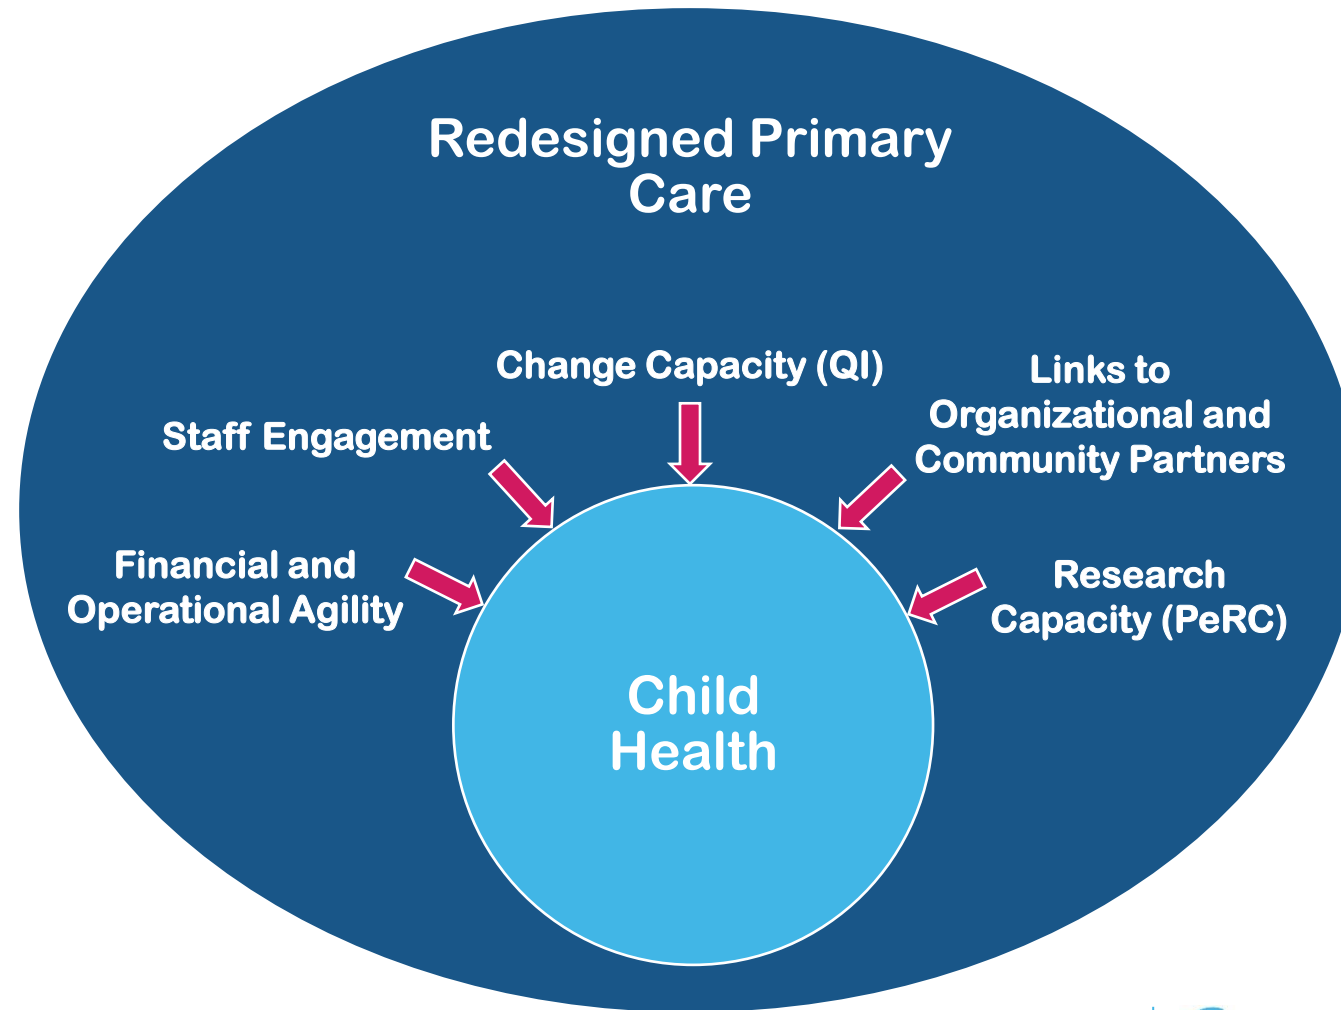 Redesigned Primary
Care
Change Capacity (QI)
Links to
Organizational and
Community Partners
Staff Engagement
Financial and
Operational Agility
Research
Capacity (PeRC)
Child
Health